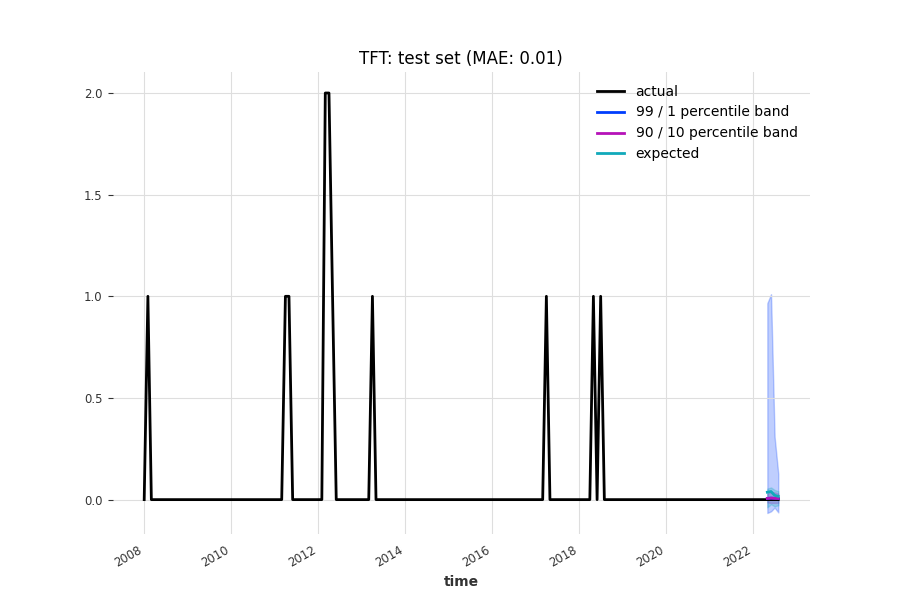 TFT: test set (MAE: 0.01)
actual
99 / 1 percentile band
90 / 10 percentile band
expected
2.0
1.5
1.0
0.5
0.0
2008 2010 2012 2014 2016 2018 2020 2022
time